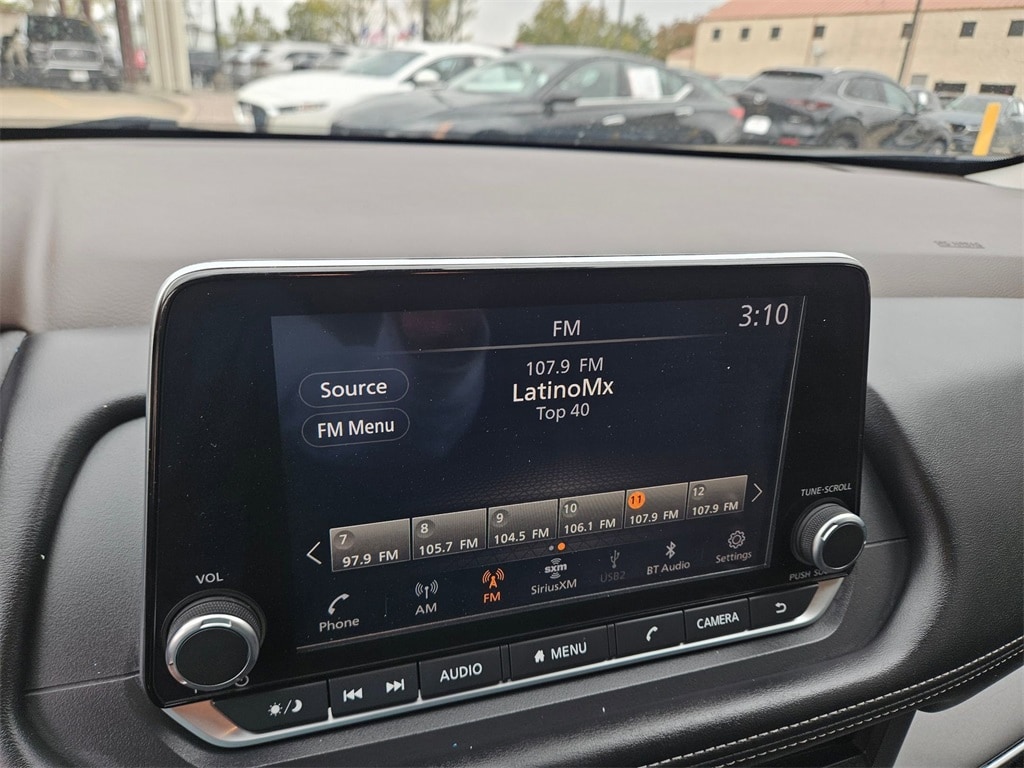 FM 3:10
107.9 FM
Source LatinoMx
Top 40
FM Menu
TUNE·SCROLL
7 8 9 10 11 12
97.9 FM 105.7 FM 104.5 FM 106.1 FM 107.9 FM 107.9 FM
VOL
Phone AM FM sxm SiriusXM USB2 BT Audio Settings
AUDIO MENU CAMERA